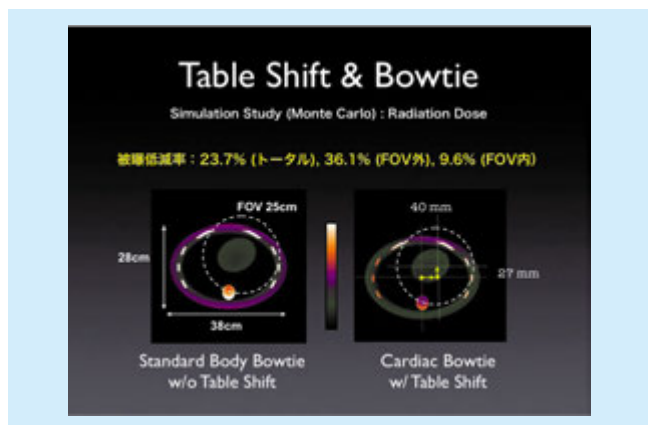 Table Shift & Bowtie
Simulation Study (Monte Carlo) : Radiation Dose
被曝低減率：23.7% (トータル), 36.1% (FOV外), 9.6% (FOV内)
FOV 25cm
28cm
38cm
40 mm
27 mm
Standard Body Bowtie
w/o Table Shift
Cardiac Bowtie
w/ Table Shift